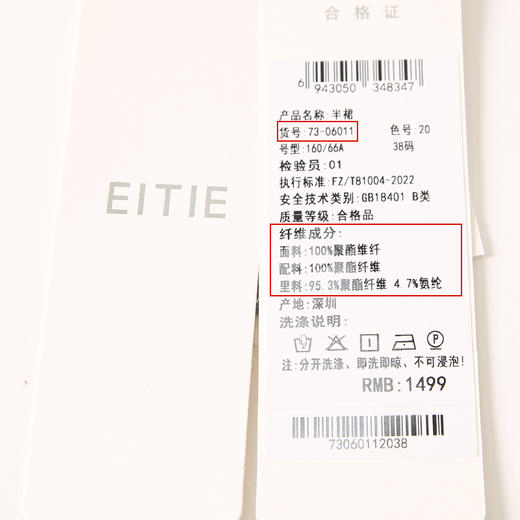 EITIE
合格证
6 943050 348347
产品名称:半裙
货号:73-06011 色号:20
号型:160/66A 38码
检验员:01
执行标准:FZ/T81004-2022
安全技术类别:GB18401 B类
质量等级:合格品
纤维成分:
面料:100%聚酯维纤
配料:100%聚酯纤维
里料:95.3%聚酯纤维 4.7%氨纶
产地:深圳
洗涤说明:
P
注:分开洗涤、即洗即晾、不可浸泡!
RMB:1499
73060112038